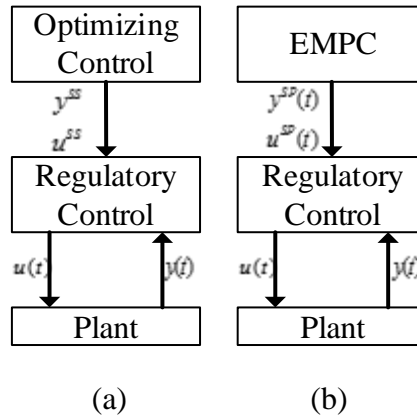 Optimizing
Control
y^{ss}
u^{ss}
Regulatory
Control
u(t)
y(t)
Plant
(a)
EMPC
y^{sp}(t)
u^{sp}(t)
Regulatory
Control
u(t)
y(t)
Plant
(b)